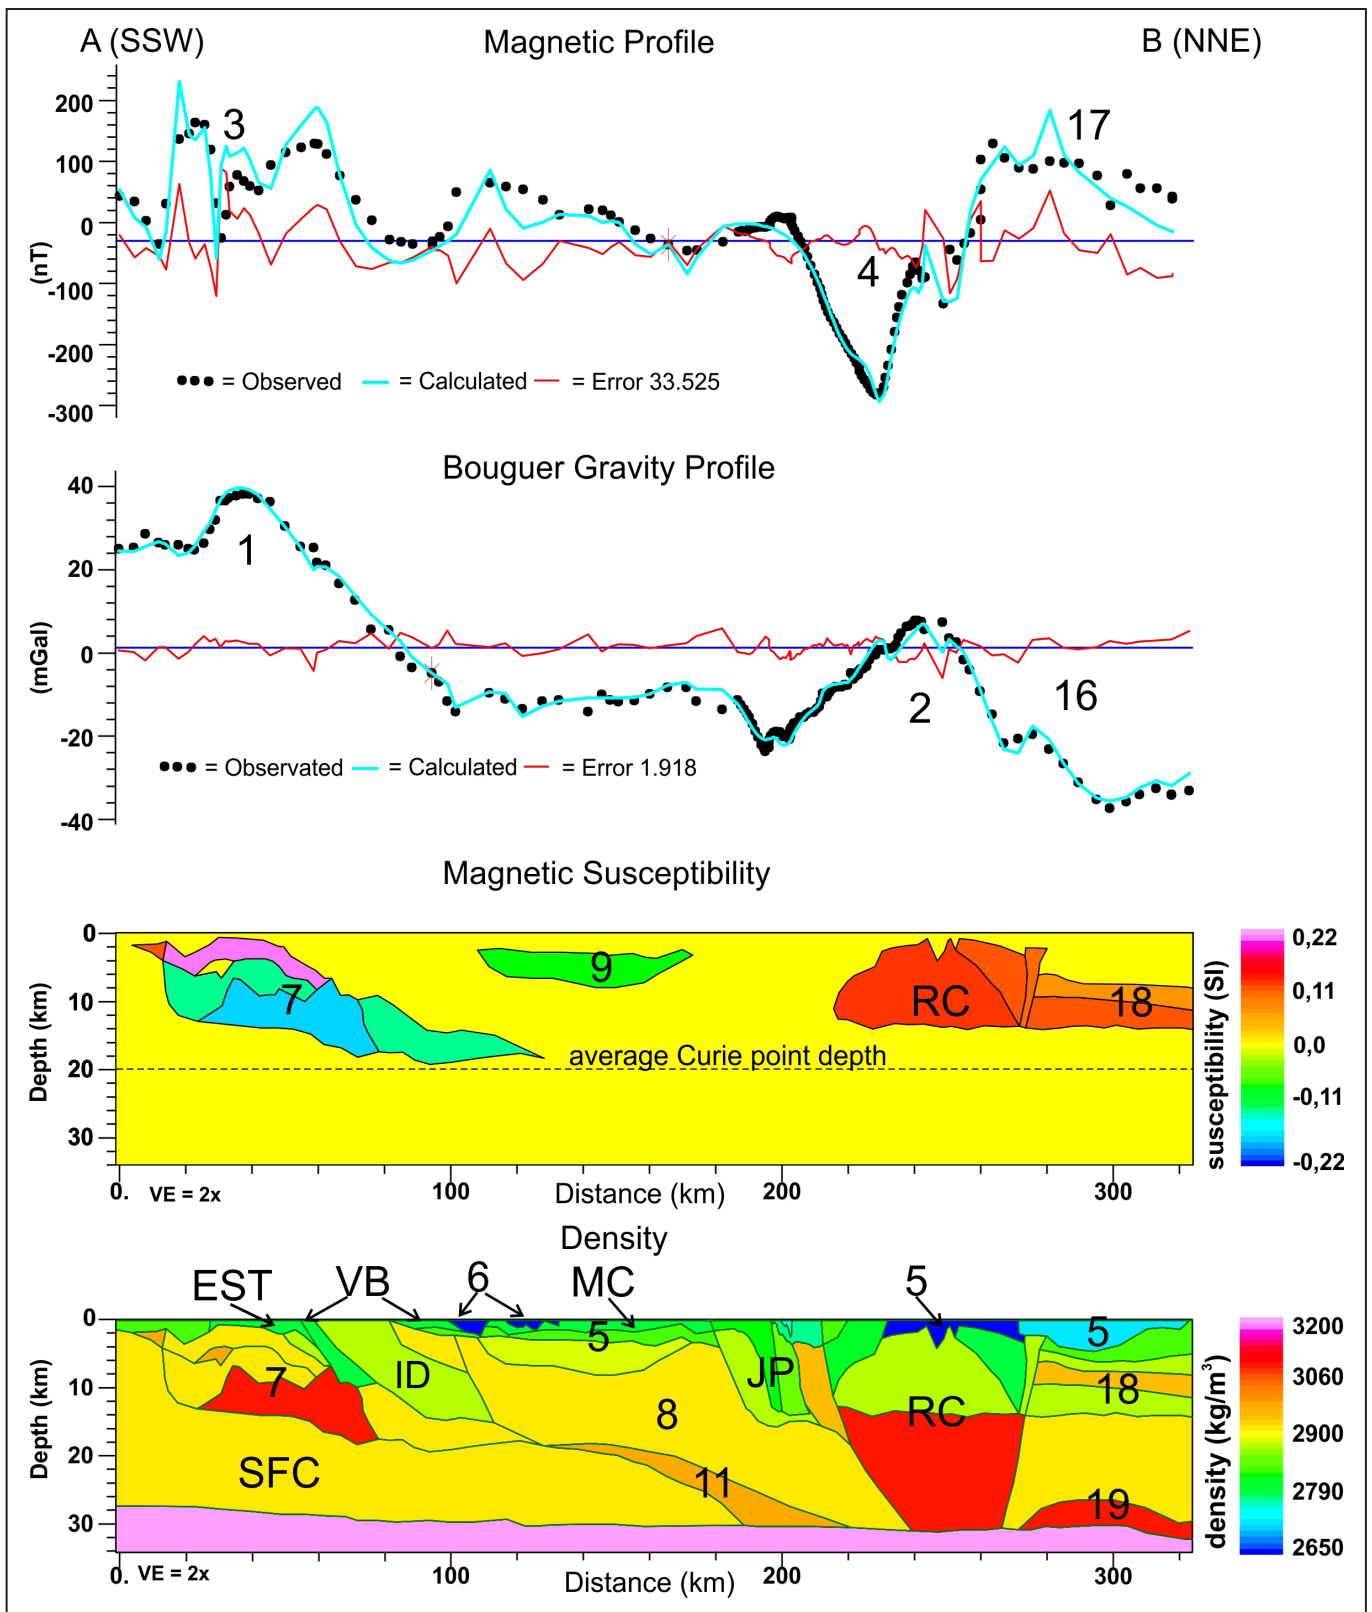 A (SSW) Magnetic Profile B (NNE)
200
100
0
-100
-200
-300
(nT)
3
4
17
= Observed = Calculated = Error 33.525
Bouguer Gravity Profile
40
20
0
-20
-40
(mGal)
1
2
16
= Observated = Calculated = Error 1.918
Magnetic Susceptibility
0
10
20
30
Depth (km)
7
9
RC
18
average Curie point depth
0,22
0,11
0,0
-0,11
-0,22
susceptibility (SI)
0. VE = 2x 100 Distance (km) 200 300
Density
EST VB 6 MC 5
0
10
20
30
Depth (km)
5
5
7
ID
JP
8
RC
18
SFC
11
19
3200
3060
2900
2790
2650
density (kg/m³)
0. VE = 2x 100 Distance (km) 200 300